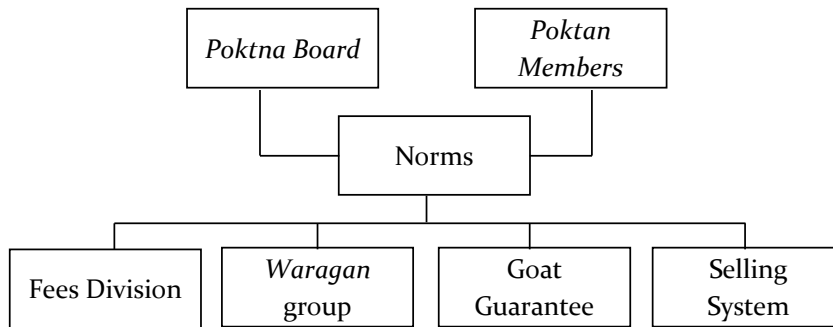 Poktna Board
Poktan
Members
Norms
Fees Division
Waragan
group
Goat
Guarantee
Selling
System